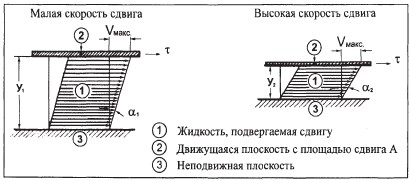 Малая скорость сдвига
Vмакс.
2
τ
y₁
1
α₁
3
Высокая скорость сдвига
Vмакс.
2
τ
y₂
1
α₂
3
1 Жидкость, подвергаемая сдвигу
2 Движущаяся плоскость с площадью сдвига А
3 Неподвижная плоскость